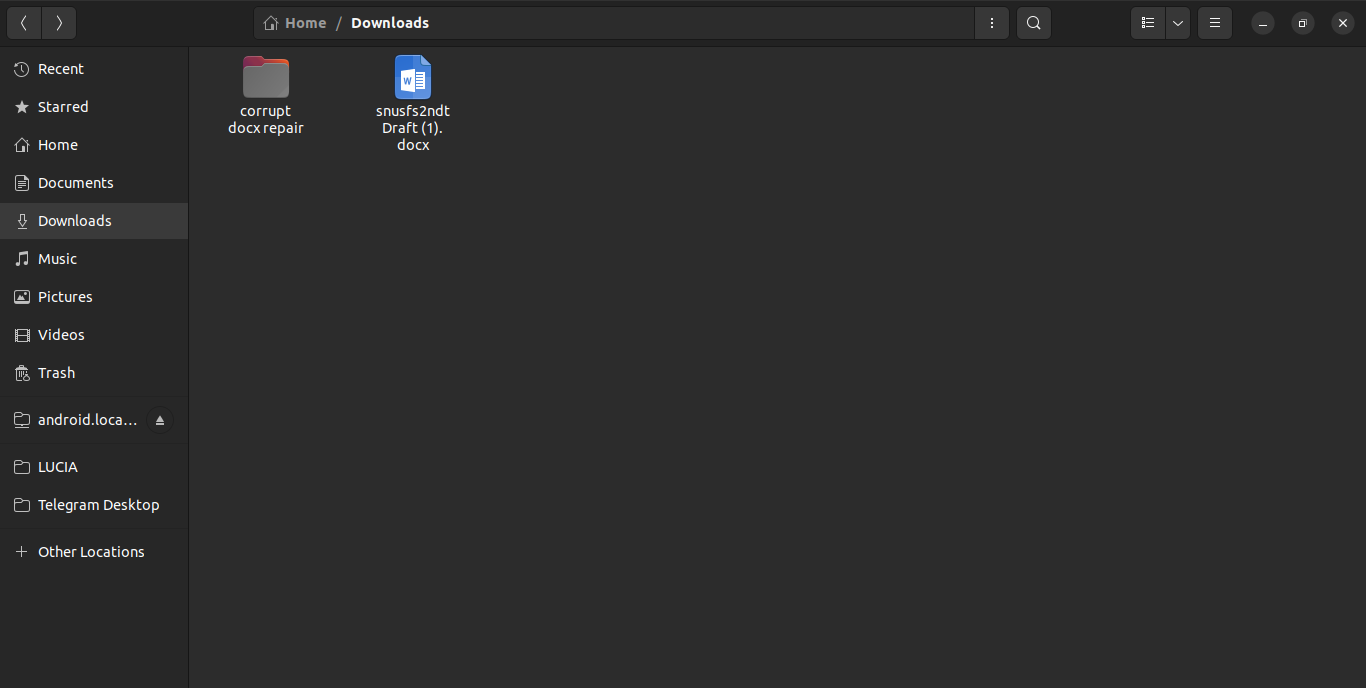 Home / Downloads
Recent
Starred
Home
Documents
Downloads
Music
Pictures
Videos
Trash
android.loca...
LUCIA
Telegram Desktop
Other Locations
corrupt
docx repair
W
snusfs2ndt
Draft (1).
docx